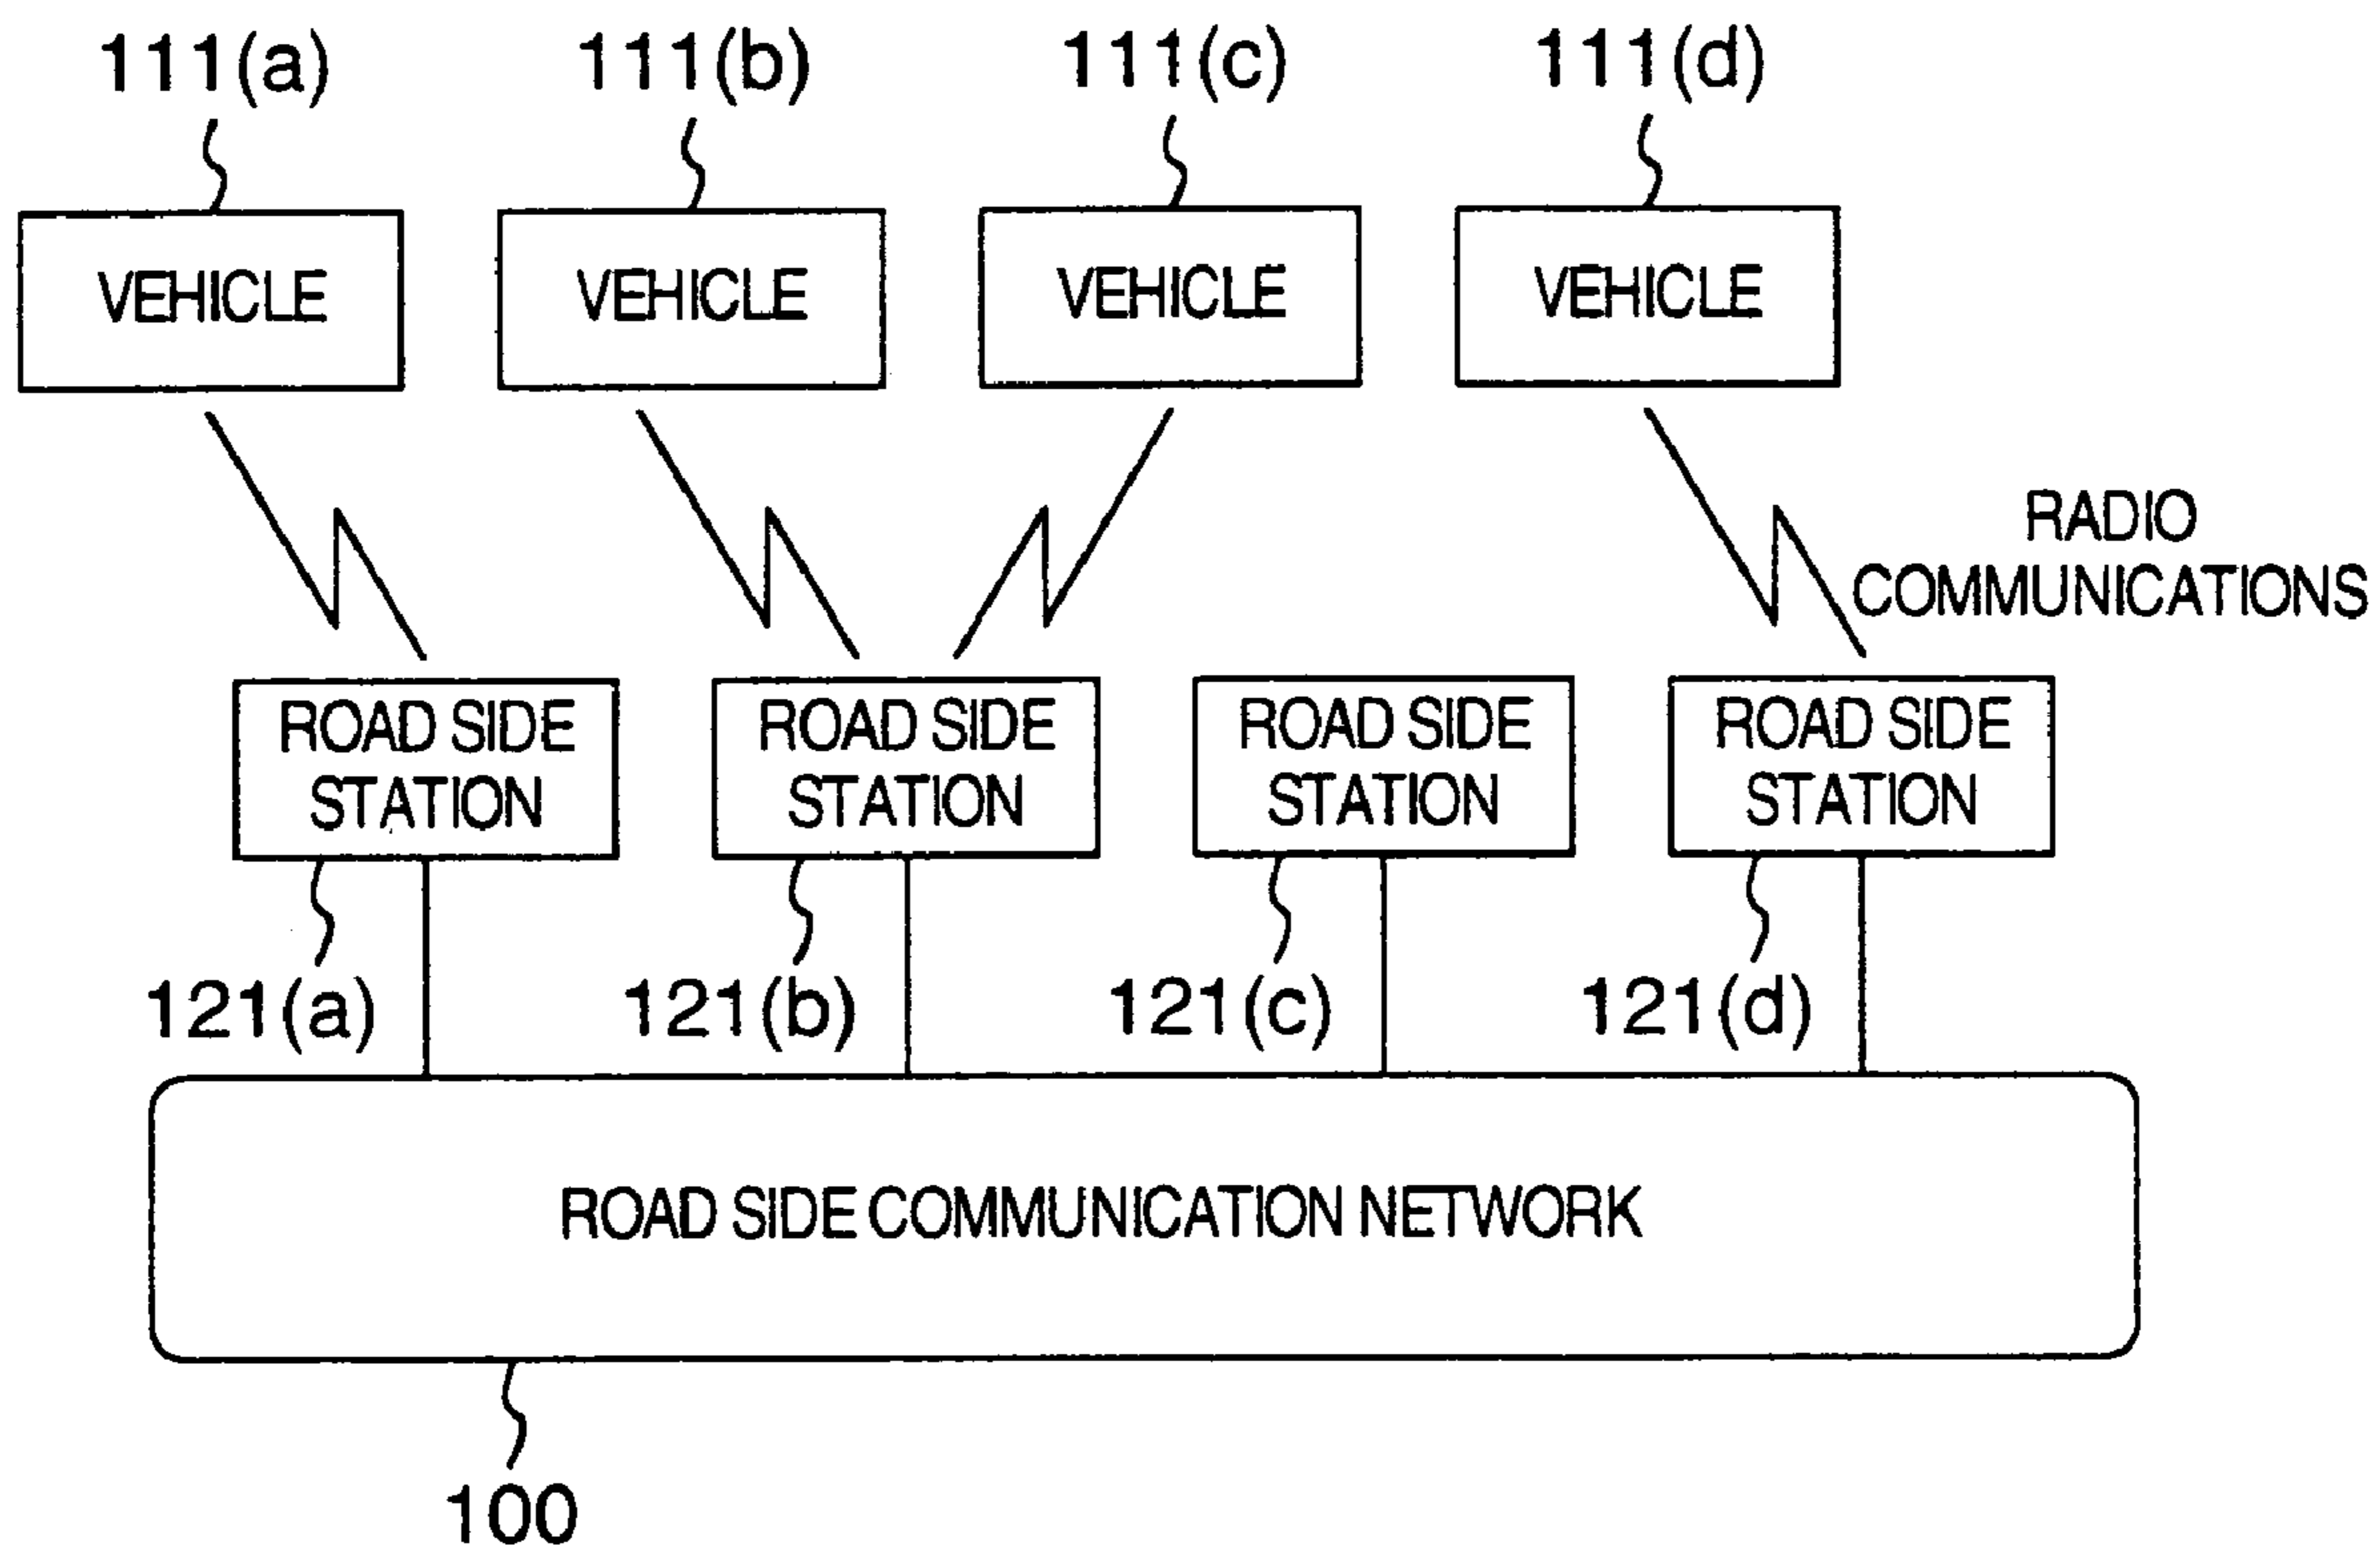 111(a) 111(b) 111(c) 111(d)
VEHICLE VEHICLE VEHICLE VEHICLE
RADIO
COMMUNICATIONS
ROAD SIDE
STATION
ROAD SIDE
STATION
ROAD SIDE
STATION
ROAD SIDE
STATION
121(a) 121(b) 121(c) 121(d)
ROAD SIDE COMMUNICATION NETWORK
100